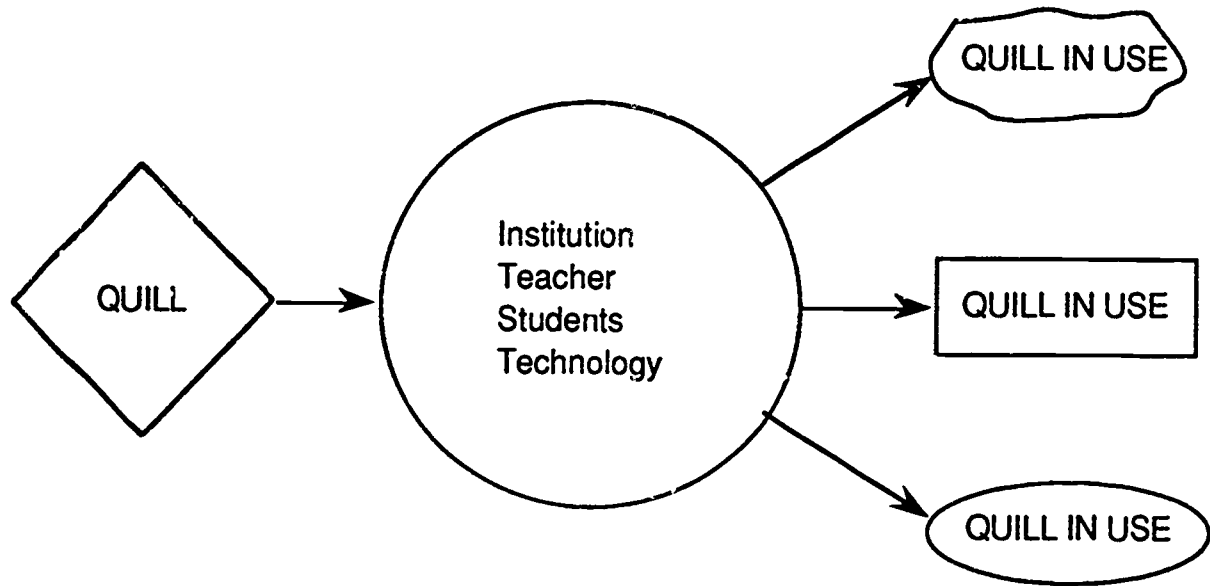 QUILL IN USE
QUILL
Institution
Teacher
Students
Technology
QUILL IN USE
QUILL IN USE